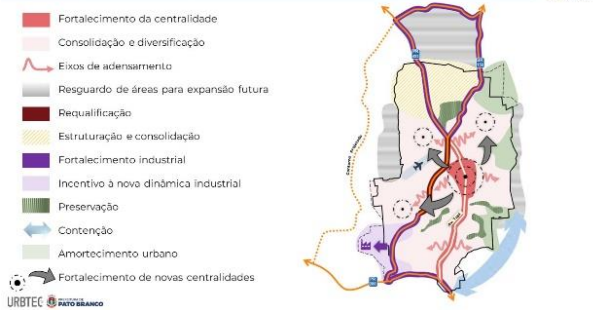 Fortalecimento da centralidade
Consolidação e diversificação
Eixos de adensamento
Resguardo de áreas para expansão futura
Requalificação
Estruturação e consolidação
Fortalecimento industrial
Incentivo à nova dinâmica industrial
Preservação
Contenção
Amortecimento urbano
Fortalecimento de novas centralidades
URBTEC
PATO BRANCO